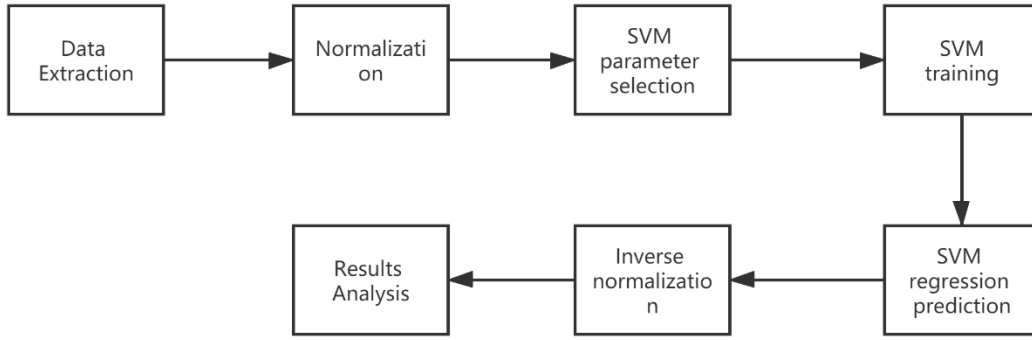 Data
Extraction
Normalizati
on
SVM
parameter
selection
SVM
training
SVM
regression
prediction
Inverse
normalizatio
n
Results
Analysis